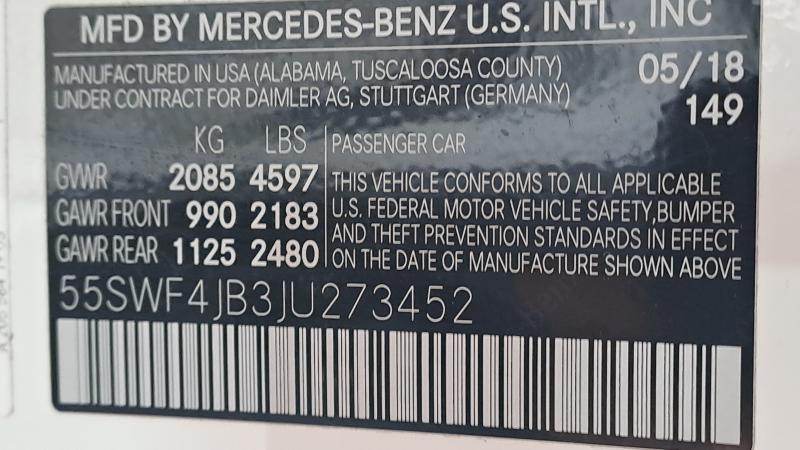 MFD BY MERCEDES-BENZ U.S. INTL., INC
MANUFACTURED IN USA (ALABAMA, TUSCALOOSA COUNTY) 05/18
UNDER CONTRACT FOR DAIMLER AG, STUTTGART (GERMANY) 149
KG LBS PASSENGER CAR
GVWR 2085 4597 THIS VEHICLE CONFORMS TO ALL APPLICABLE
GAWR FRONT 990 2183 U.S. FEDERAL MOTOR VEHICLE SAFETY,BUMPER
GAWR REAR 1125 2480 AND THEFT PREVENTION STANDARDS IN EFFECT
ON THE DATE OF MANUFACTURE SHOWN ABOVE
55SWF4JB3JU273452